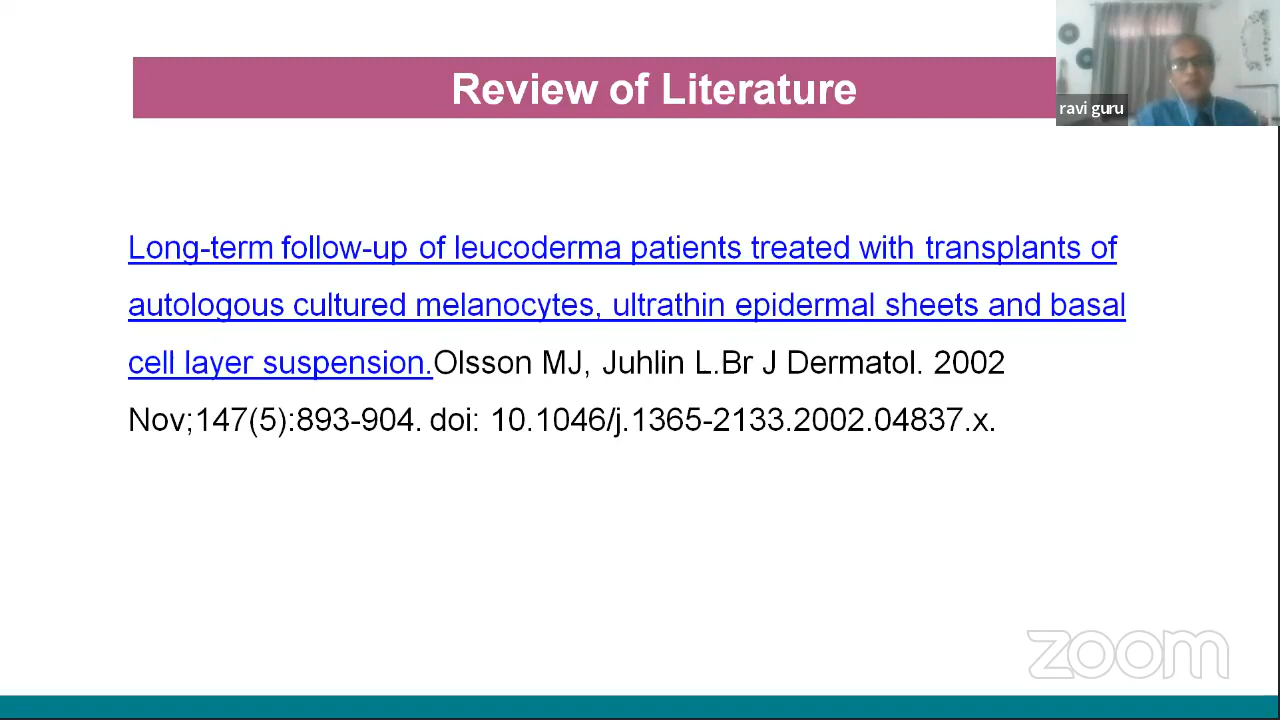 Review of Literature
ravi guru
Long-term follow-up of leucoderma patients treated with transplants of
autologous cultured melanocytes, ultrathin epidermal sheets and basal
cell layer suspension.Olsson MJ, Juhlin L.Br J Dermatol. 2002
Nov;147(5):893-904. doi: 10.1046/j.1365-2133.2002.04837.x.
zoom